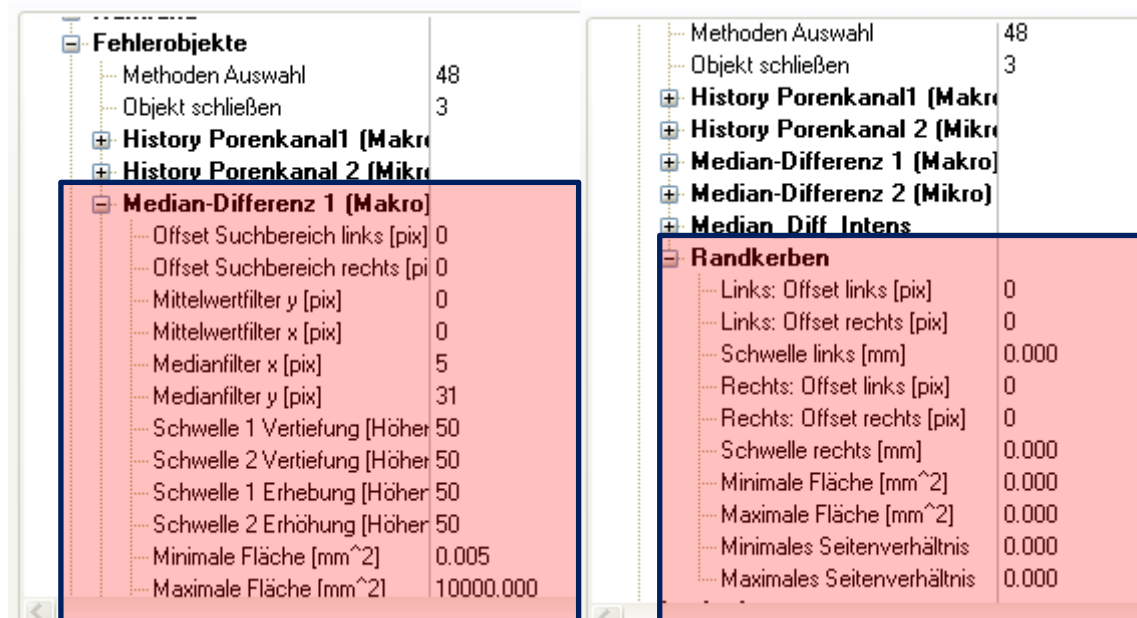 Fehlerobjekte
Methoden Auswahl 48
Objekt schließen 3
History Porenkanal1 (Makro
History Porenkanal 2 (Mikro
Median-Differenz 1 (Makro)
Offset Suchbereich links [pix] 0
Offset Suchbereich rechts [pi 0
Mittelwertfilter y [pix] 0
Mittelwertfilter x [pix] 0
Medianfilter x [pix] 5
Medianfilter y [pix] 31
Schwelle 1 Vertiefung [Höher 50
Schwelle 2 Vertiefung [Höher 50
Schwelle 1 Erhebung [Höher 50
Schwelle 2 Erhöhung [Höher 50
Minimale Fläche [mm^2] 0.005
Maximale Fläche [mm^2] 10000.000
Methoden Auswahl 48
Objekt schließen 3
History Porenkanal1 (Makro
History Porenkanal 2 (Mikro
Median-Differenz 1 (Makro)
Median-Differenz 2 (Mikro)
Median_Diff_Intens
Randkerben
Links: Offset links [pix] 0
Links: Offset rechts [pix] 0
Schwelle links [mm] 0.000
Rechts: Offset links [pix] 0
Rechts: Offset rechts [pix] 0
Schwelle rechts [mm] 0.000
Minimale Fläche [mm^2] 0.000
Maximale Fläche [mm^2] 0.000
Minimales Seitenverhältnis 0.000
Maximales Seitenverhältnis 0.000